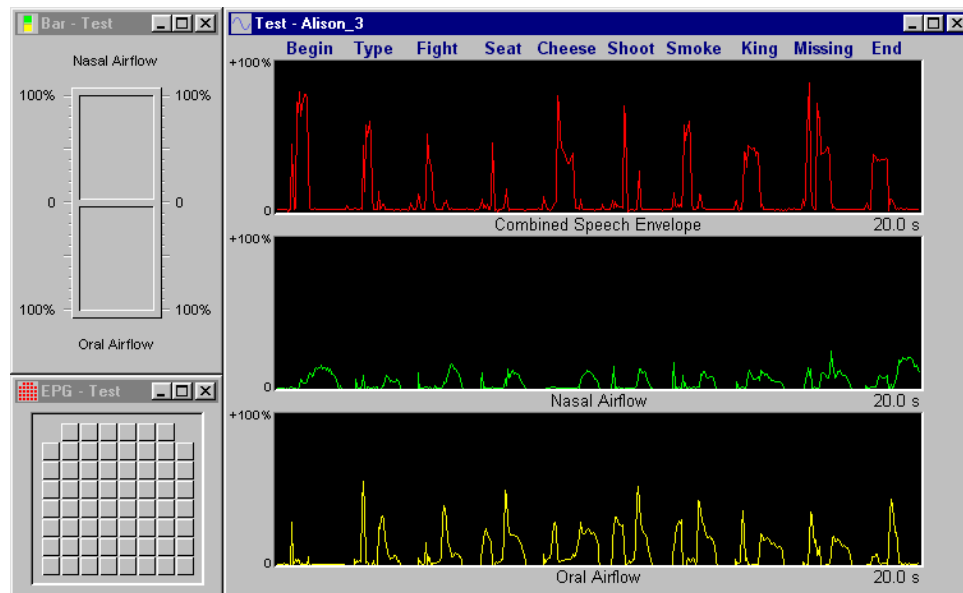 Bar - Test
Nasal Airflow
100% 100%
0 0
100% 100%
Oral Airflow
EPG - Test
Test - Alison_3
Begin Type Fight Seat Cheese Shoot Smoke King Missing End
+100%
0
Combined Speech Envelope 20.0 s
+100%
0
Nasal Airflow 20.0 s
+100%
0
Oral Airflow 20.0 s